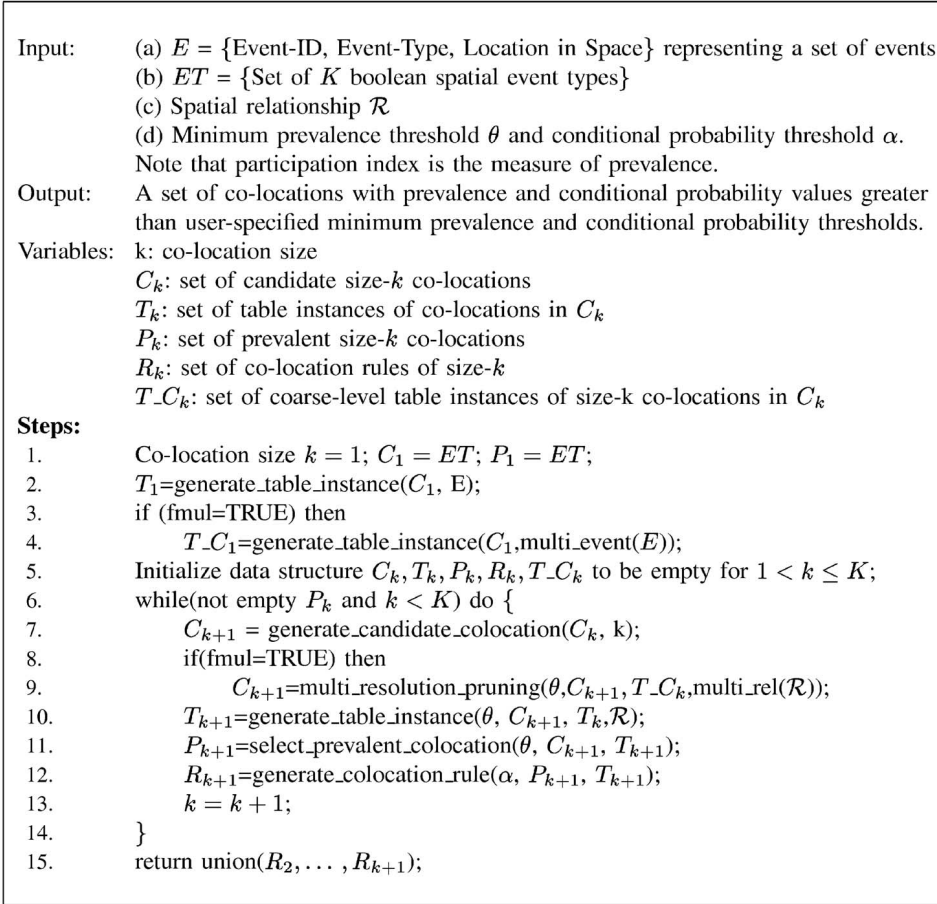 Input: (a) E = {Event-ID, Event-Type, Location in Space} representing a set of events
(b) ET = {Set of K boolean spatial event types}
(c) Spatial relationship R
(d) Minimum prevalence threshold θ and conditional probability threshold α.
Note that participation index is the measure of prevalence.
Output: A set of co-locations with prevalence and conditional probability values greater
than user-specified minimum prevalence and conditional probability thresholds.
Variables: k: co-location size
C_k: set of candidate size-k co-locations
T_k: set of table instances of co-locations in C_k
P_k: set of prevalent size-k co-locations
R_k: set of co-location rules of size-k
T_C_k: set of coarse-level table instances of size-k co-locations in C_k
Steps:
1. Co-location size k = 1; C_1 = ET; P_1 = ET;
2. T_1=generate_table_instance(C_1, E);
3. if (fmul=TRUE) then
4. T_C_1=generate_table_instance(C_1,multi_event(E));
5. Initialize data structure C_k, T_k, P_k, R_k, T_C_k to be empty for 1 < k ≤ K;
6. while(not empty P_k and k < K) do {
7. C_{k+1} = generate_candidate_colocation(C_k, k);
8. if(fmul=TRUE) then
9. C_{k+1}=multi_resolution_pruning(θ,C_{k+1}, T_C_k,multi_rel(R));
10. T_{k+1}=generate_table_instance(θ, C_{k+1}, T_k,R);
11. P_{k+1}=select_prevalent_colocation(θ, C_{k+1}, T_{k+1});
12. R_{k+1}=generate_colocation_rule(α, P_{k+1}, T_{k+1});
13. k = k + 1;
14. }
15. return union(R_2, . . . , R_{k+1});